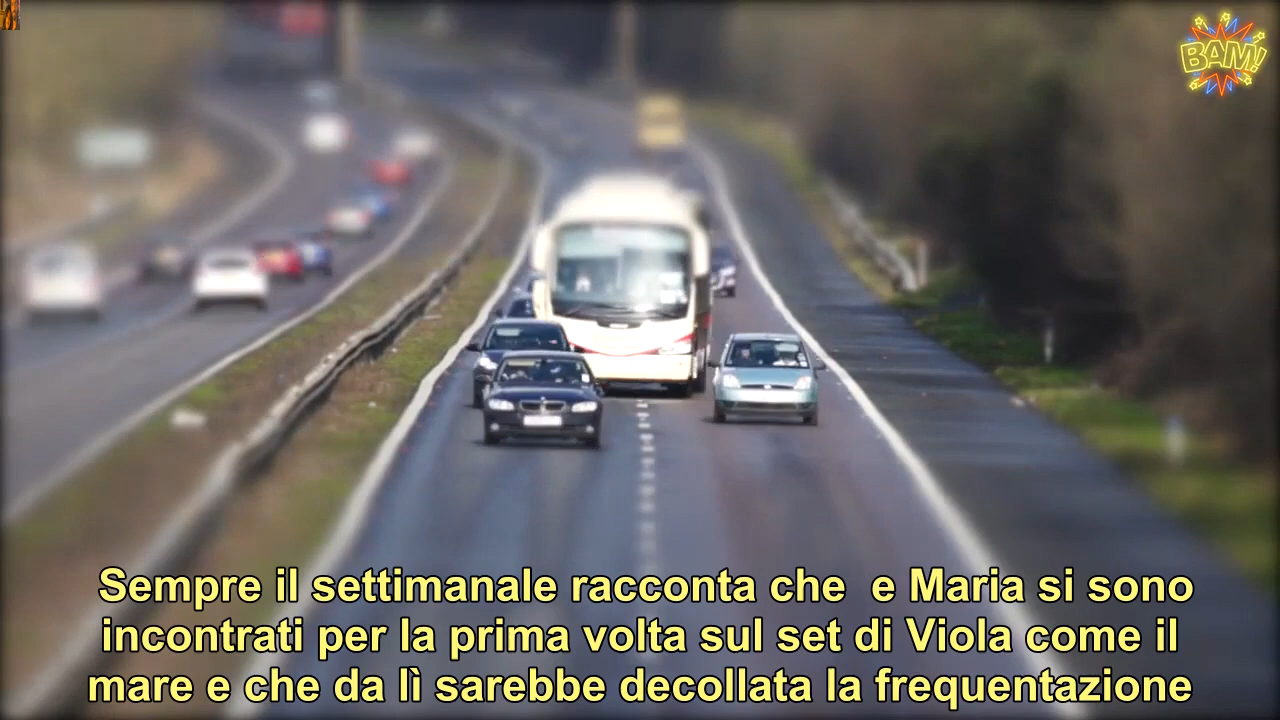 BAM!
Sempre il settimanale racconta che  e Maria si sono
incontrati per la prima volta sul set di Viola come il
mare e che da lì sarebbe decollata la frequentazione